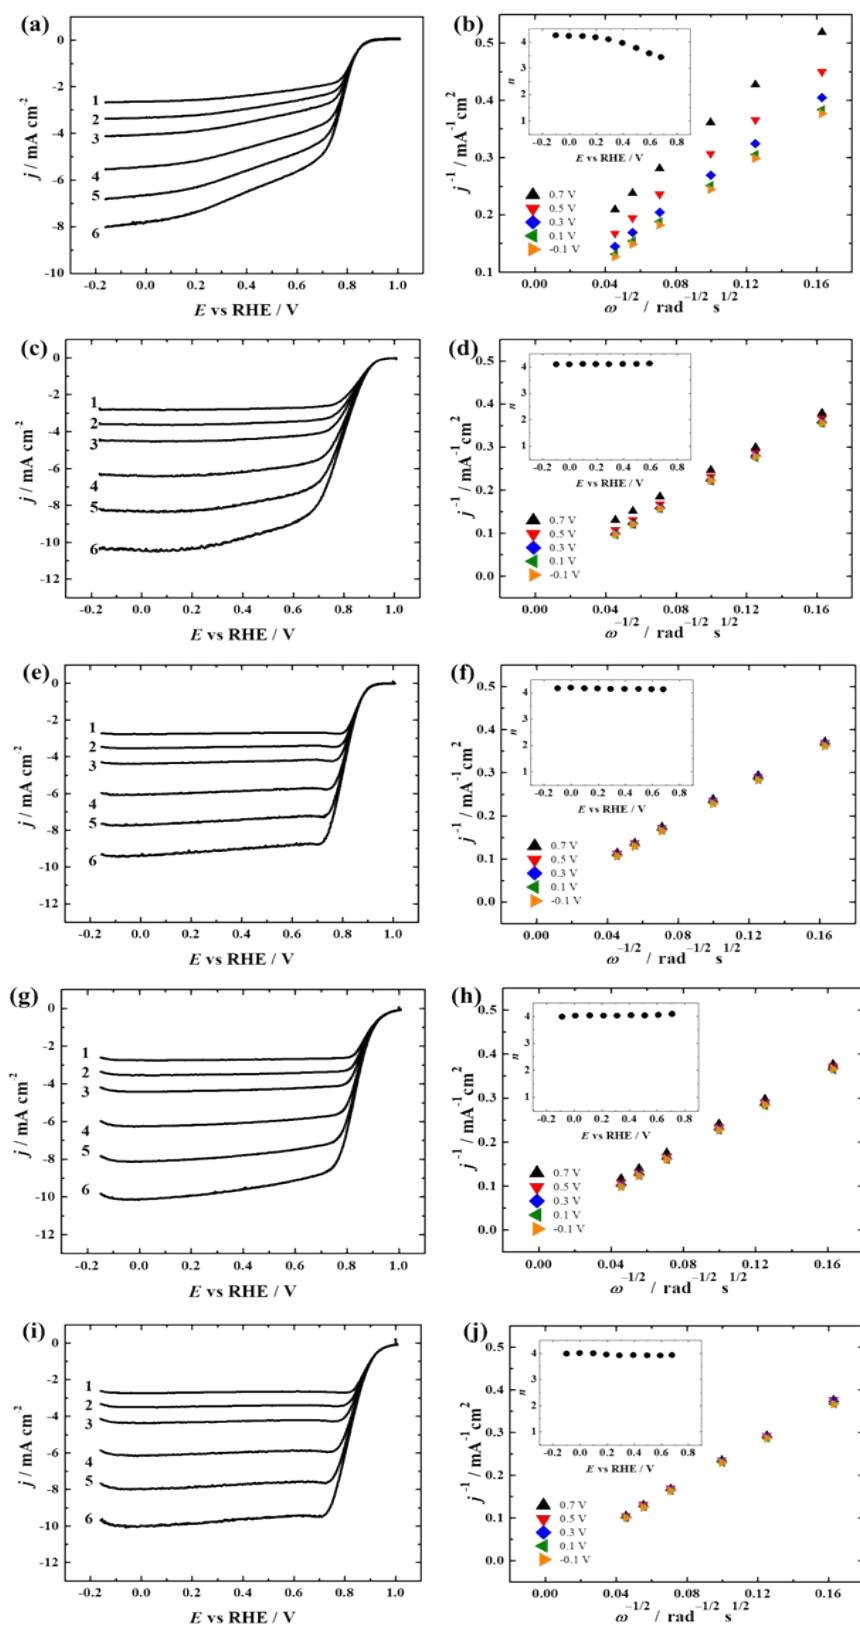 (a)
0
-2
-4
-6
-8
-10
j / mA cm-2
1
2
3
4
5
6
-0.2 0.0 0.2 0.4 0.6 0.8 1.0
E vs RHE / V
(b)
0.5
0.4
0.3
0.2
0.1
j-1 / mA-1cm2
4
3
2
1
n
-0.2 0.0 0.2 0.4 0.6 0.8
E vs RHE / V
0.7 V
0.5 V
0.3 V
0.1 V
-0.1 V
0.00 0.04 0.08 0.12 0.16
ω−1/2 / rad−1/2s1/2
(c)
0
-2
-4
-6
-8
-10
-12
j / mA cm-2
1
2
3
4
5
6
-0.2 0.0 0.2 0.4 0.6 0.8 1.0
E vs RHE / V
(d)
0.5
0.4
0.3
0.2
0.1
0.0
j-1 / mA-1cm2
4
3
2
1
n
-0.2 0.0 0.2 0.4 0.6 0.8
E vs RHE / V
0.7 V
0.5 V
0.3 V
0.1 V
-0.1 V
0.00 0.04 0.08 0.12 0.16
ω−1/2 / rad−1/2s1/2
(e)
0
-2
-4
-6
-8
-10
-12
j / mA cm-2
1
2
3
4
5
6
-0.2 0.0 0.2 0.4 0.6 0.8 1.0
E vs RHE / V
(f)
0.5
0.4
0.3
0.2
0.1
0.0
j-1 / mA-1cm2
4
3
2
1
n
-0.2 0.0 0.2 0.4 0.6 0.8
E vs RHE / V
0.7 V
0.5 V
0.3 V
0.1 V
-0.1 V
0.00 0.04 0.08 0.12 0.16
ω−1/2 / rad−1/2s1/2
(g)
0
-2
-4
-6
-8
-10
-12
j / mA cm-2
1
2
3
4
5
6
-0.2 0.0 0.2 0.4 0.6 0.8 1.0
E vs RHE / V
(h)
0.5
0.4
0.3
0.2
0.1
0.0
j-1 / mA-1cm2
4
3
2
1
n
-0.2 0.0 0.2 0.4 0.6 0.8
E vs RHE / V
0.7 V
0.5 V
0.3 V
0.1 V
-0.1 V
0.00 0.04 0.08 0.12 0.16
ω−1/2 / rad−1/2s1/2
(i)
0
-2
-4
-6
-8
-10
-12
j / mA cm-2
1
2
3
4
5
6
-0.2 0.0 0.2 0.4 0.6 0.8 1.0
E vs RHE / V
(j)
0.5
0.4
0.3
0.2
0.1
0.0
j-1 / mA-1cm2
4
3
2
1
n
-0.2 0.0 0.2 0.4 0.6 0.8
E vs RHE / V
0.7 V
0.5 V
0.3 V
0.1 V
-0.1 V
0.00 0.04 0.08 0.12 0.16
ω−1/2 / rad−1/2s1/2